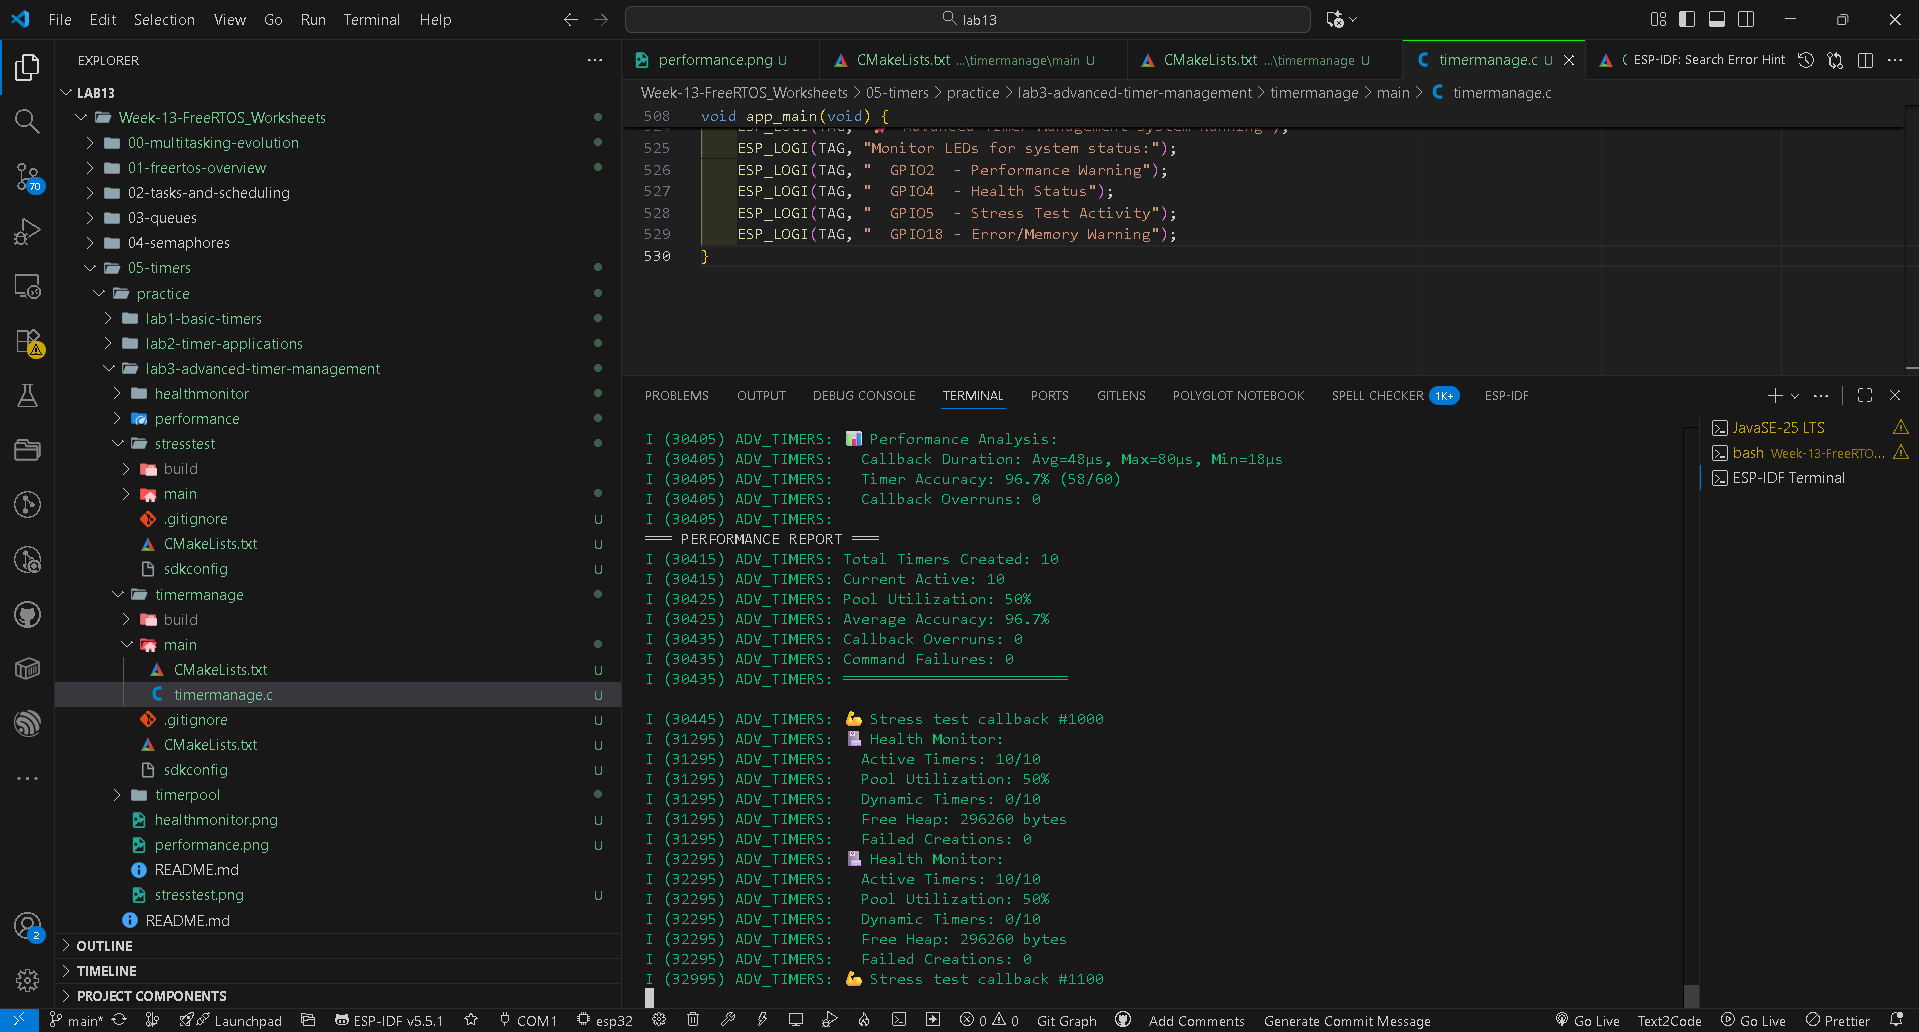 File Edit Selection View Go Run Terminal Help
lab13
EXPLORER
LAB13
Week-13-FreeRTOS_Worksheets
00-multitasking-evolution
01-freertos-overview
02-tasks-and-scheduling
03-queues
04-semaphores
05-timers
practice
lab1-basic-timers
lab2-timer-applications
lab3-advanced-timer-management
healthmonitor
performance
stresstest
build
main
.gitignore U
CMakeLists.txt U
sdkconfig U
timermanage
build
main
CMakeLists.txt U
timermanage.c U
.gitignore U
CMakeLists.txt U
sdkconfig U
timerpool
healthmonitor.png U
performance.png U
README.md
stresstest.png U
README.md
OUTLINE
TIMELINE
PROJECT COMPONENTS
70
2
performance.png U
CMakeLists.txt ...\timermanage\main U
CMakeLists.txt ...\timermanage U
timermanage.c U
ESP-IDF: Search Error Hint
Week-13-FreeRTOS_Worksheets > 05-timers > practice > lab3-advanced-timer-management > timermanage > main > timermanage.c
508 void app_main(void) {
525 ESP_LOGI(TAG, "Monitor LEDs for system status:");
526 ESP_LOGI(TAG, "  GPIO2  - Performance Warning");
527 ESP_LOGI(TAG, "  GPIO4  - Health Status");
528 ESP_LOGI(TAG, "  GPIO5  - Stress Test Activity");
529 ESP_LOGI(TAG, "  GPIO18 - Error/Memory Warning");
530 }
PROBLEMS OUTPUT DEBUG CONSOLE TERMINAL PORTS GITLENS POLYGLOT NOTEBOOK SPELL CHECKER 1K+ ESP-IDF
I (30405) ADV_TIMERS: 📊 Performance Analysis:
I (30405) ADV_TIMERS:   Callback Duration: Avg=48μs, Max=80μs, Min=18μs
I (30405) ADV_TIMERS:   Timer Accuracy: 96.7% (58/60)
I (30405) ADV_TIMERS:   Callback Overruns: 0
I (30405) ADV_TIMERS:
═══ PERFORMANCE REPORT ═══
I (30415) ADV_TIMERS: Total Timers Created: 10
I (30415) ADV_TIMERS: Current Active: 10
I (30425) ADV_TIMERS: Pool Utilization: 50%
I (30425) ADV_TIMERS: Average Accuracy: 96.7%
I (30435) ADV_TIMERS: Callback Overruns: 0
I (30435) ADV_TIMERS: Command Failures: 0
I (30435) ADV_TIMERS: ═════════════════════════
I (30445) ADV_TIMERS: 💪 Stress test callback #1000
I (31295) ADV_TIMERS: Health Monitor:
I (31295) ADV_TIMERS:   Active Timers: 10/10
I (31295) ADV_TIMERS:   Pool Utilization: 50%
I (31295) ADV_TIMERS:   Dynamic Timers: 0/10
I (31295) ADV_TIMERS:   Free Heap: 296260 bytes
I (31295) ADV_TIMERS:   Failed Creations: 0
I (32295) ADV_TIMERS: Health Monitor:
I (32295) ADV_TIMERS:   Active Timers: 10/10
I (32295) ADV_TIMERS:   Pool Utilization: 50%
I (32295) ADV_TIMERS:   Dynamic Timers: 0/10
I (32295) ADV_TIMERS:   Free Heap: 296260 bytes
I (32295) ADV_TIMERS:   Failed Creations: 0
I (32995) ADV_TIMERS: 💪 Stress test callback #1100
JavaSE-25 LTS
bash Week-13-FreeRTO...
ESP-IDF Terminal
main* Launchpad ESP-IDF v5.5.1 COM1 esp32 0 0 Git Graph Add Comments Generate Commit Message Go Live Text2Code Go Live Prettier